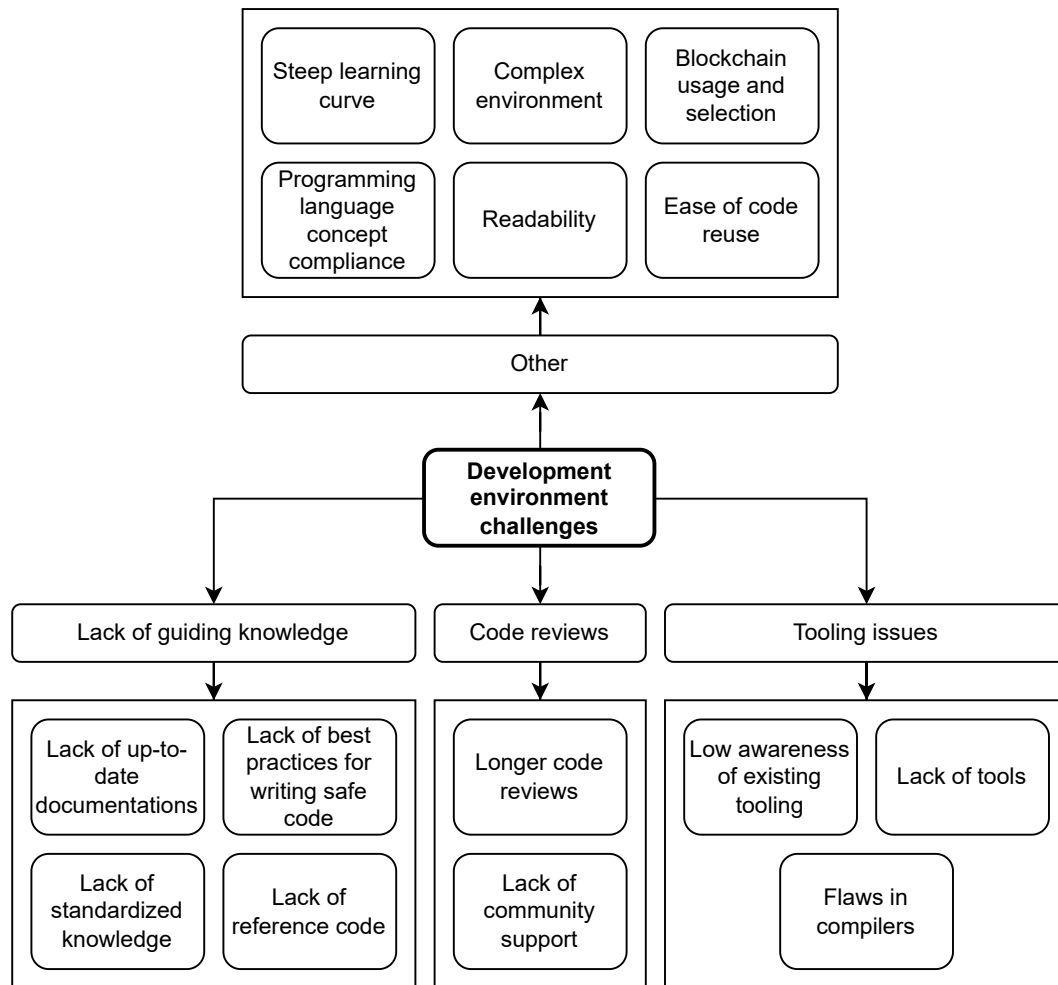 Steep learning
curve
Complex
environment
Blockchain
usage and
selection
Programming
language
concept
compliance
Readability
Ease of code
reuse
Other
Development
environment
challenges
Lack of guiding knowledge
Code reviews
Tooling issues
Lack of up-to-
date
documentations
Lack of best
practices for
writing safe
code
Lack of
standardized
knowledge
Lack of
reference code
Longer code
reviews
Lack of
community
support
Low awareness
of existing
tooling
Lack of tools
Flaws in
compilers